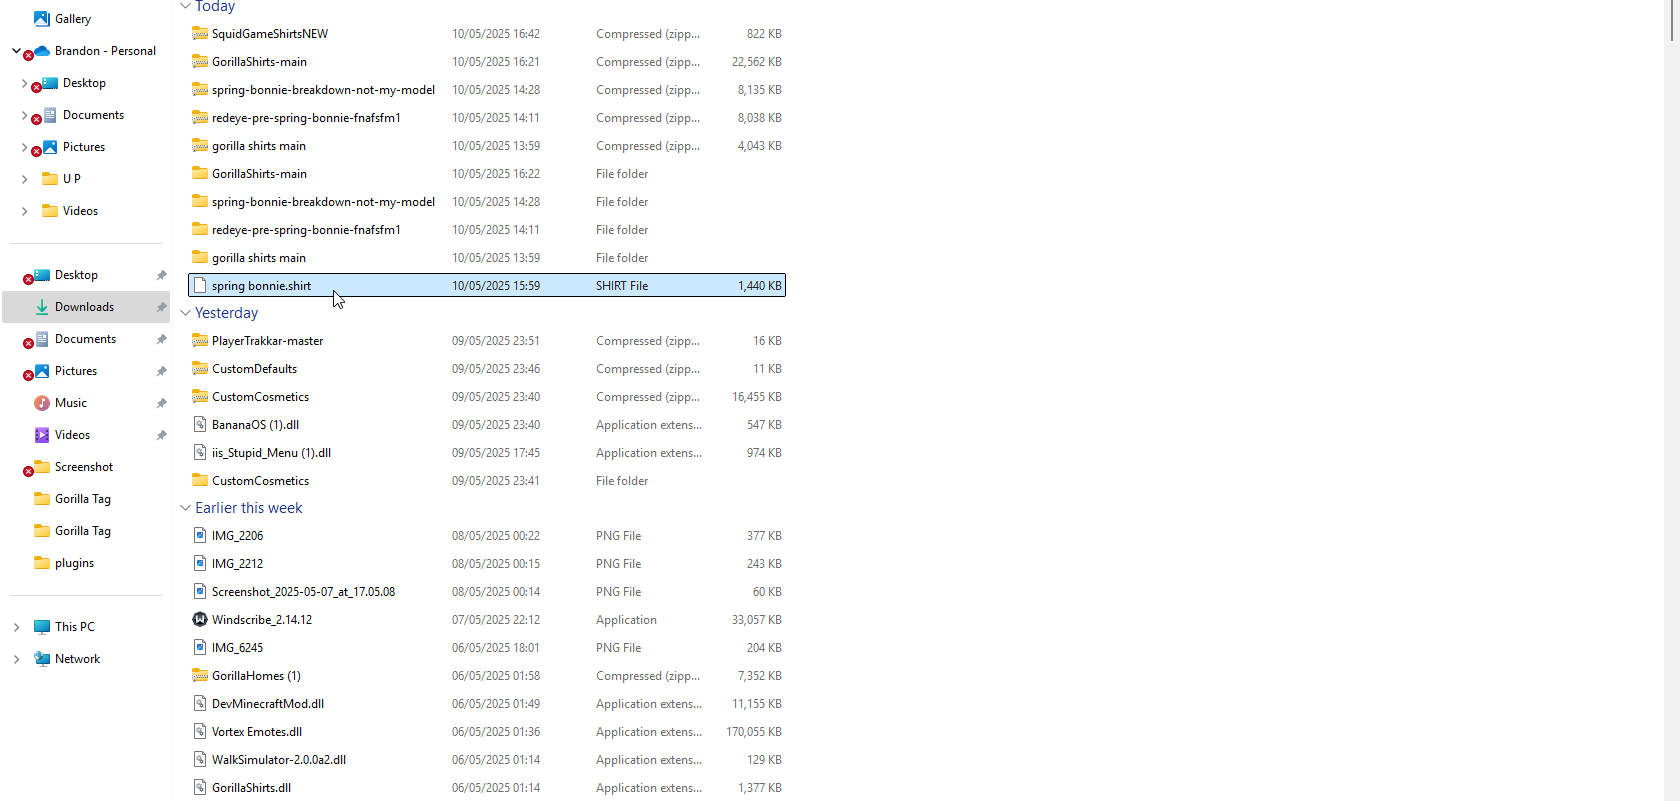 Gallery
Brandon - Personal
Desktop
Documents
Pictures
U P
Videos
Desktop
Downloads
Documents
Pictures
Music
Videos
Screenshot
Gorilla Tag
Gorilla Tag
plugins
This PC
Network
Today
SquidGameShirtsNEW 10/05/2025 16:42 Compressed (zipp... 822 KB
GorillaShirts-main 10/05/2025 16:21 Compressed (zipp... 22,562 KB
spring-bonnie-breakdown-not-my-model 10/05/2025 14:28 Compressed (zipp... 8,135 KB
redeye-pre-spring-bonnie-fnafsfm1 10/05/2025 14:11 Compressed (zipp... 8,038 KB
gorilla shirts main 10/05/2025 13:59 Compressed (zipp... 4,043 KB
GorillaShirts-main 10/05/2025 16:22 File folder
spring-bonnie-breakdown-not-my-model 10/05/2025 14:28 File folder
redeye-pre-spring-bonnie-fnafsfm1 10/05/2025 14:11 File folder
gorilla shirts main 10/05/2025 13:59 File folder
spring bonnie.shirt 10/05/2025 15:59 SHIRT File 1,440 KB
Yesterday
PlayerTrakkar-master 09/05/2025 23:51 Compressed (zipp... 16 KB
CustomDefaults 09/05/2025 23:46 Compressed (zipp... 11 KB
CustomCosmetics 09/05/2025 23:40 Compressed (zipp... 16,455 KB
BananaOS (1).dll 09/05/2025 23:40 Application extens... 547 KB
iis_Stupid_Menu (1).dll 09/05/2025 17:45 Application extens... 974 KB
CustomCosmetics 09/05/2025 23:41 File folder
Earlier this week
IMG_2206 08/05/2025 00:22 PNG File 377 KB
IMG_2212 08/05/2025 00:15 PNG File 243 KB
Screenshot_2025-05-07_at_17.05.08 08/05/2025 00:14 PNG File 60 KB
Windscribe_2.14.12 07/05/2025 22:12 Application 33,057 KB
IMG_6245 06/05/2025 18:01 PNG File 204 KB
GorillaHomes (1) 06/05/2025 01:58 Compressed (zipp... 7,352 KB
DevMinecraftMod.dll 06/05/2025 01:49 Application extens... 11,155 KB
Vortex Emotes.dll 06/05/2025 01:36 Application extens... 170,055 KB
WalkSimulator-2.0.0a2.dll 06/05/2025 01:14 Application extens... 129 KB
GorillaShirts.dll 06/05/2025 01:14 Application extens... 1,377 KB